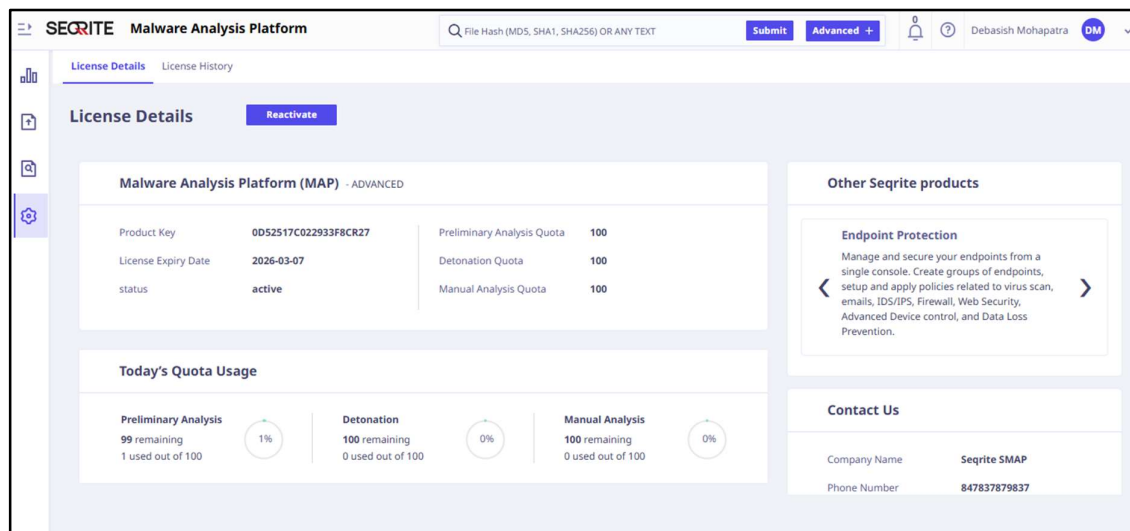 SEQRITE Malware Analysis Platform
File Hash (MD5, SHA1, SHA256) OR ANY TEXT
Submit
Advanced +
0
Debasish Mohapatra
DM
License Details
License History
License Details
Reactivate
Malware Analysis Platform (MAP) - ADVANCED
Product Key 0D52517C022933F8CR27
License Expiry Date 2026-03-07
status active
Preliminary Analysis Quota 100
Detonation Quota 100
Manual Analysis Quota 100
Today's Quota Usage
Preliminary Analysis
99 remaining
1 used out of 100
1%
Detonation
100 remaining
0 used out of 100
0%
Manual Analysis
100 remaining
0 used out of 100
0%
Other Seqrite products
Endpoint Protection
Manage and secure your endpoints from a
single console. Create groups of endpoints,
setup and apply policies related to virus scan,
emails, IDS/IPS, Firewall, Web Security,
Advanced Device control, and Data Loss
Prevention.
Contact Us
Company Name Seqrite SMAP
Phone Number 847837879837